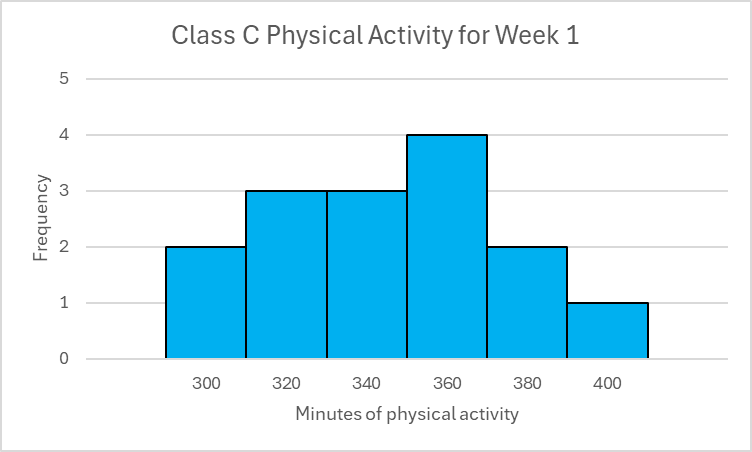 Class C Physical Activity for Week 1
5
4
3
2
1
0
Frequency
300 320 340 360 380 400
Minutes of physical activity